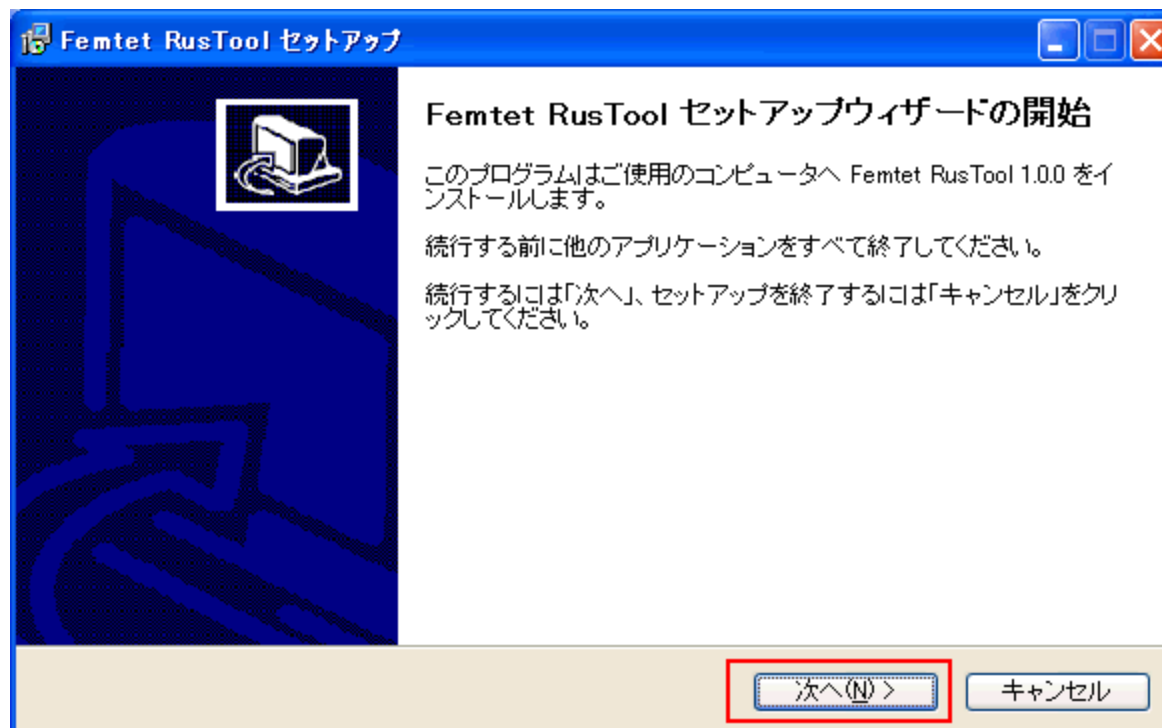 Femtet RusTool セットアップ
Femtet RusTool セットアップウィザードの開始
このプログラムはご使用のコンピュータへ Femtet RusTool 1.0.0 をイ
ンストールします。
続行する前に他のアプリケーションをすべて終了してください。
続行するには「次へ」、セットアップを終了するには「キャンセル」をクリ
ックしてください。
次へ(N) >
キャンセル